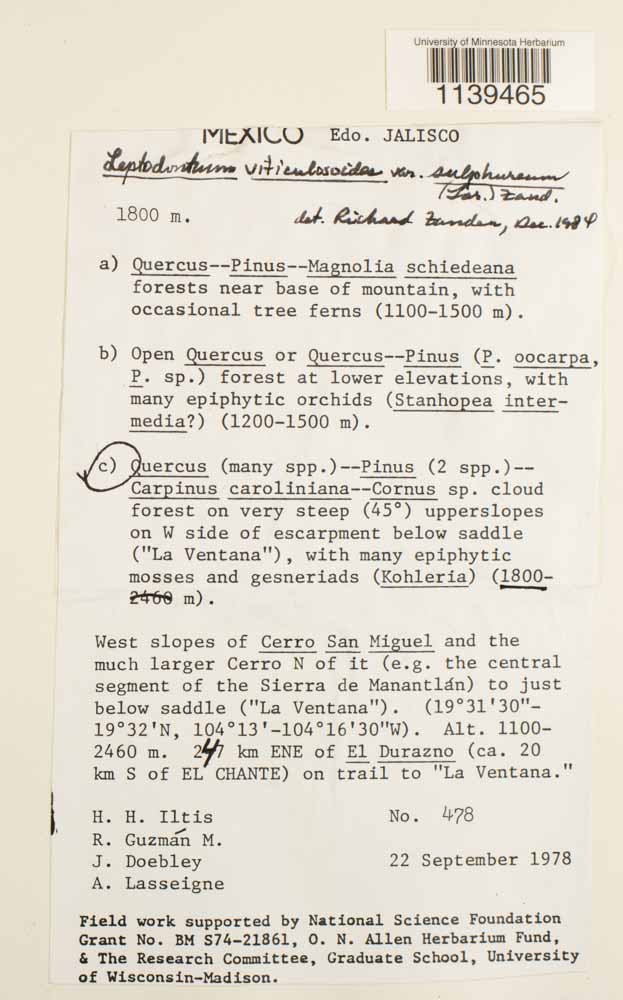 University of Minnesota Herbarium
1139465
MEXICO Edo. JALISCO
Leptodontium viticulosoides var. sulphureum
(Lor.) Zand.
1800 m. det. Richard Zander, Dec. 1984
a) Quercus--Pinus--Magnolia schiedeana
forests near base of mountain, with
occasional tree ferns (1100-1500 m).
b) Open Quercus or Quercus--Pinus (P. oocarpa,
P. sp.) forest at lower elevations, with
many epiphytic orchids (Stanhopea inter-
media?) (1200-1500 m).
c) Quercus (many spp.)--Pinus (2 spp.)--
Carpinus caroliniana--Cornus sp. cloud
forest on very steep (45°) upperslopes
on W side of escarpment below saddle
("La Ventana"), with many epiphytic
mosses and gesneriads (Kohleria) (1800-
2460 m).
West slopes of Cerro San Miguel and the
much larger Cerro N of it (e.g. the central
segment of the Sierra de Manantlán) to just
below saddle ("La Ventana"). (19°31'30"-
19°32'N, 104°13'-104°16'30"W). Alt. 1100-
2460 m. 4 km ENE of El Durazno (ca. 20
km S of EL CHANTE) on trail to "La Ventana."
H. H. Iltis No. 478
R. Guzmán M.
J. Doebley 22 September 1978
A. Lasseigne
Field work supported by National Science Foundation
Grant No. BM S74-21861, O. N. Allen Herbarium Fund,
& The Research Committee, Graduate School, University
of Wisconsin-Madison.